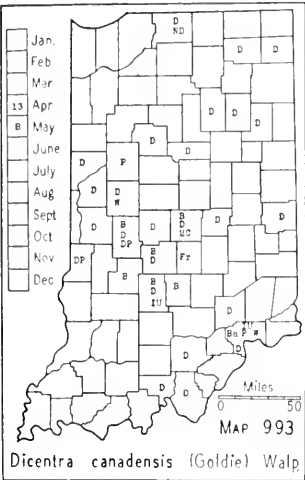 Jan.
Feb
Mar
13 Apr
B May
June
July
Aug
Sept
Oct
Nov
Dec
D
ND
D D
D D
D
D
D
D P
D D
W
D B D B D D
D D
DP MC
DP B Fr
D
B
B B
D
IU
D
Bn P W
D
D
D D
Miles
0 50
MAP 993
Dicentra canadensis (Goldie) Walp.